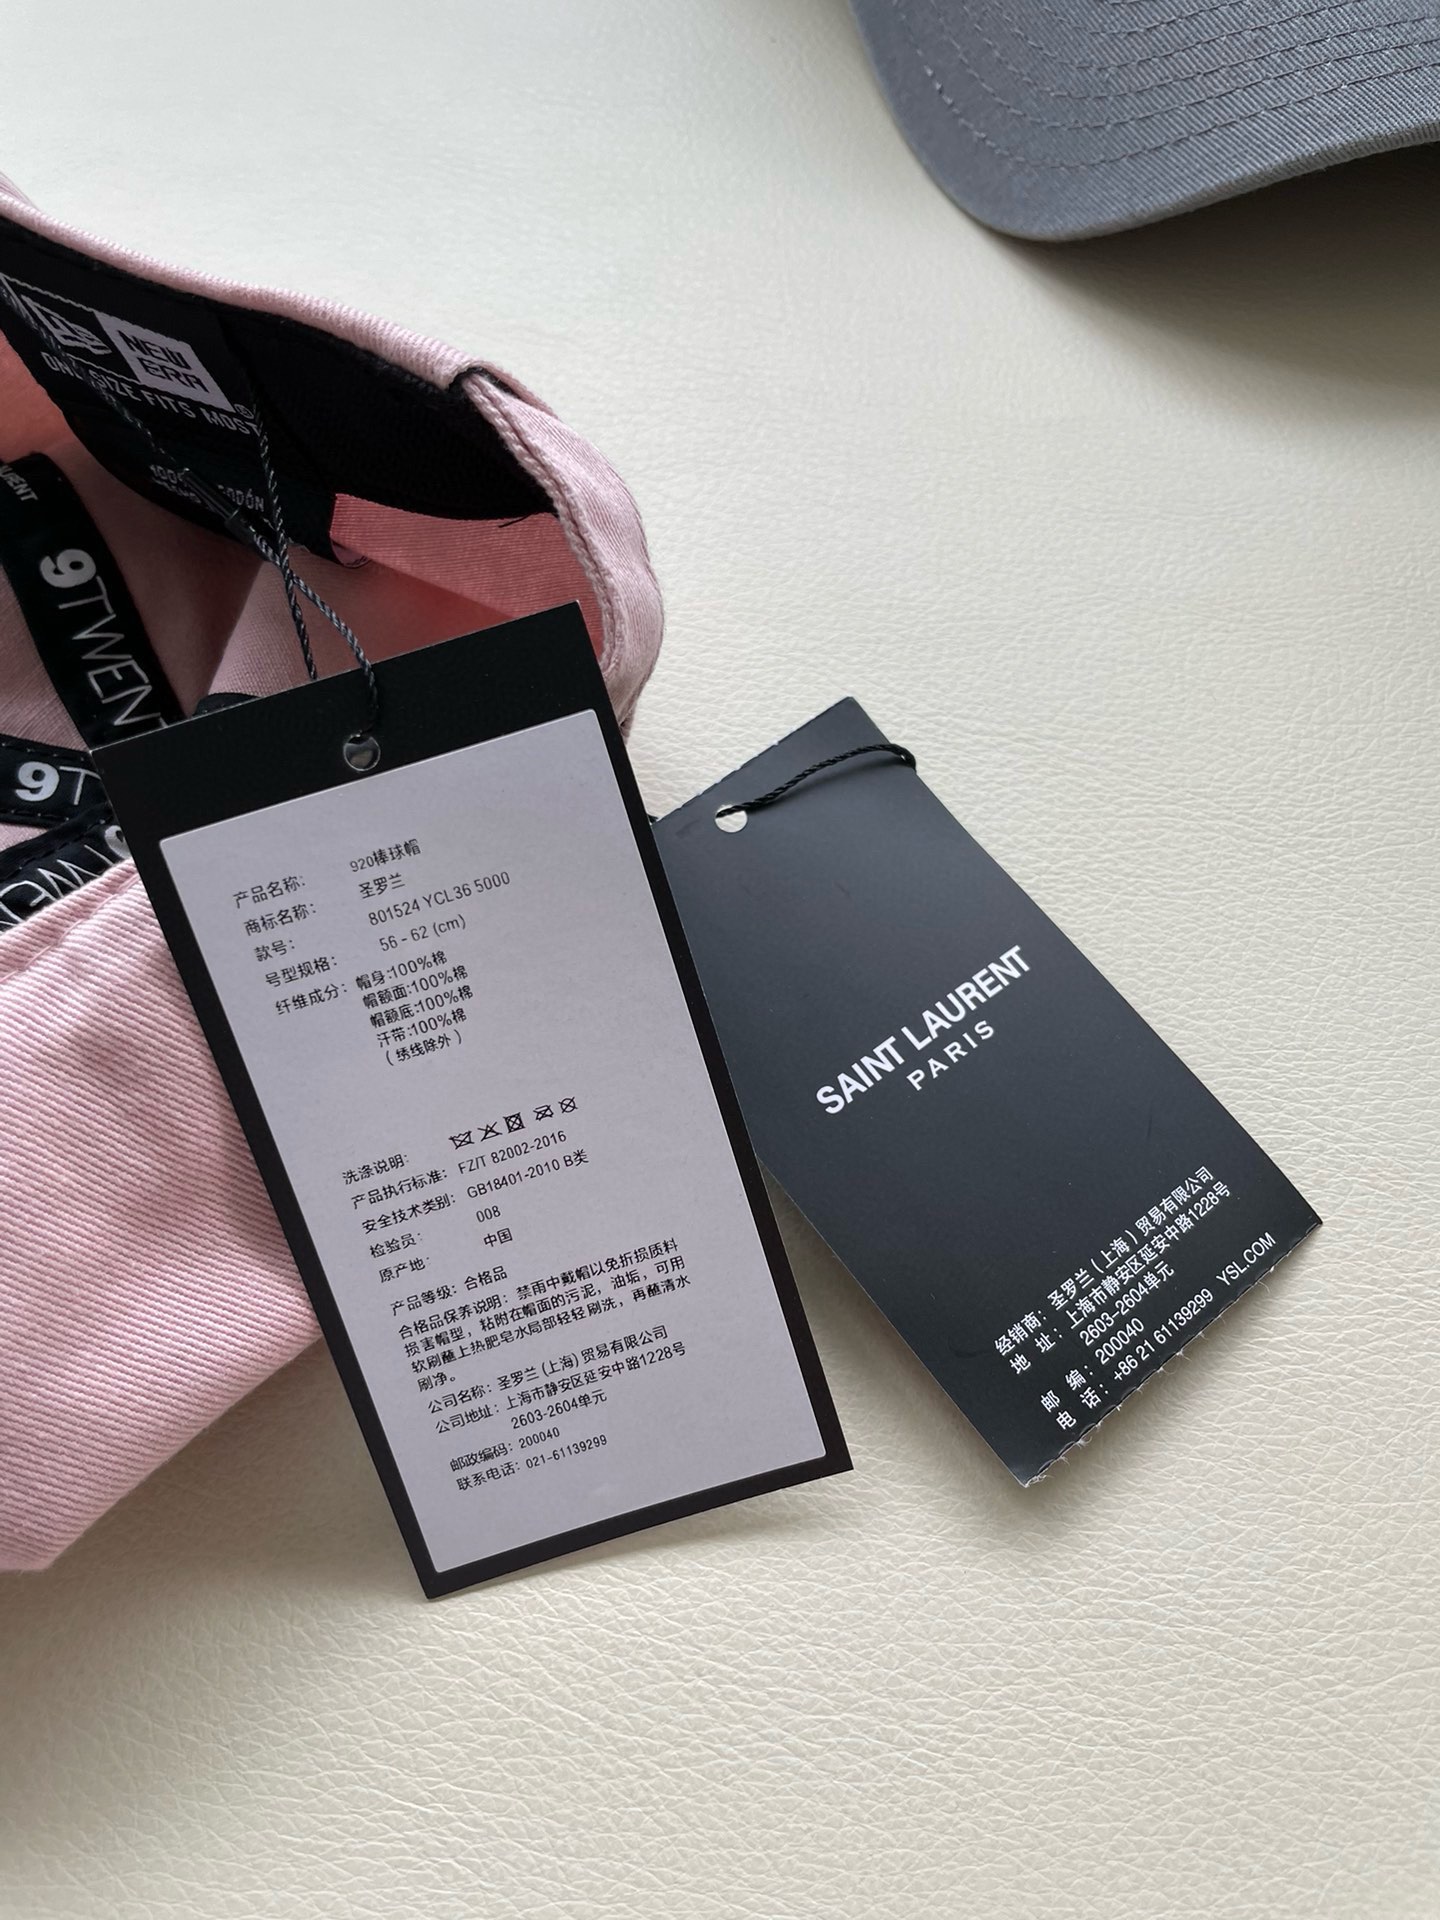 NEW
ERA
ONE SIZE FITS MOST
9TWENT
9T
920棒球帽
产品名称：
圣罗兰
商标名称：
801524 YCL36 5000
款号：
56 - 62 (cm)
号型规格：
纤维成分：帽身:100%棉
帽额面:100%棉
帽额底:100%棉
汗带:100%棉
（绣线除外）
洗涤说明：
产品执行标准：FZ/T 82002-2016
安全技术类别：GB18401-2010 B类
检验员：008
原产地：中国
产品等级：合格品
合格品保养说明：禁雨中戴帽以免折损质料
损害帽型，粘附在帽面的污泥，油垢，可用
软刷蘸上热肥皂水局部轻轻刷洗，再蘸清水
刷净。
公司名称：圣罗兰 (上海) 贸易有限公司
公司地址：上海市静安区延安中路1228号
2603-2604单元
邮政编码：200040
联系电话：021-61139299
SAINT LAURENT
PARIS
经销商：圣罗兰 ( 上海 ) 贸易有限公司
地 址：上海市静安区延安中路1228号
2603-2604单元
邮 编：200040
电 话：+86 21 61139299 YSL.COM